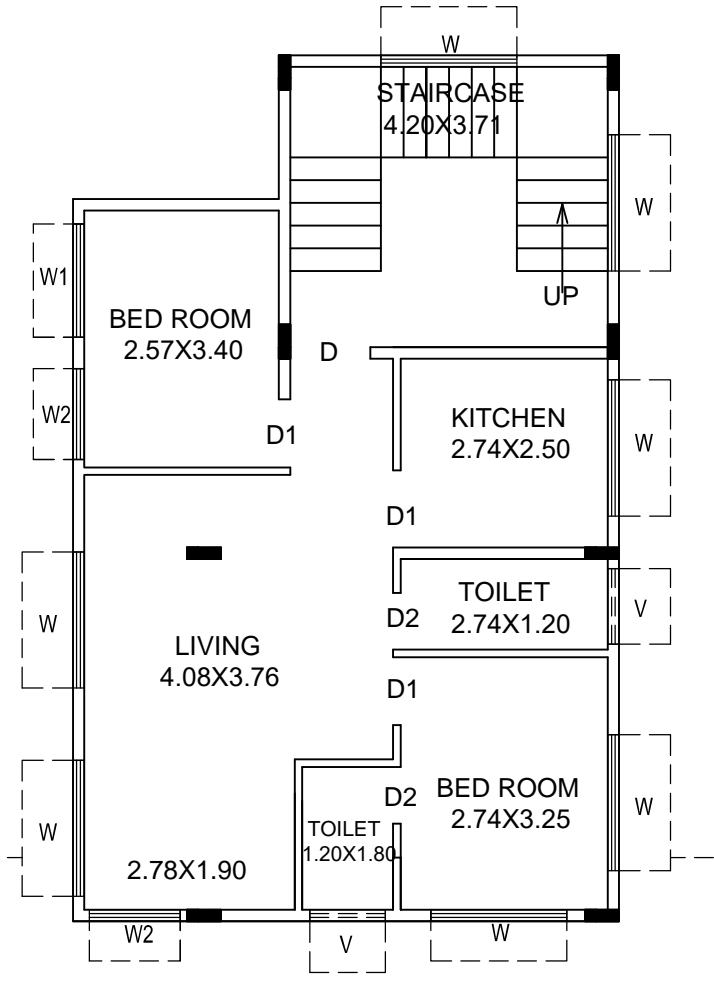 W
STAIRCASE
4.20X3.71
W
W1
UP
BED ROOM
2.57X3.40
D
W2
D1
KITCHEN
2.74X2.50
W
D1
TOILET
2.74X1.20
V
D2
W
LIVING
4.08X3.76
D1
BED ROOM
2.74X3.25
D2
W
W
TOILET
1.20X1.80
2.78X1.90
W2
V
W